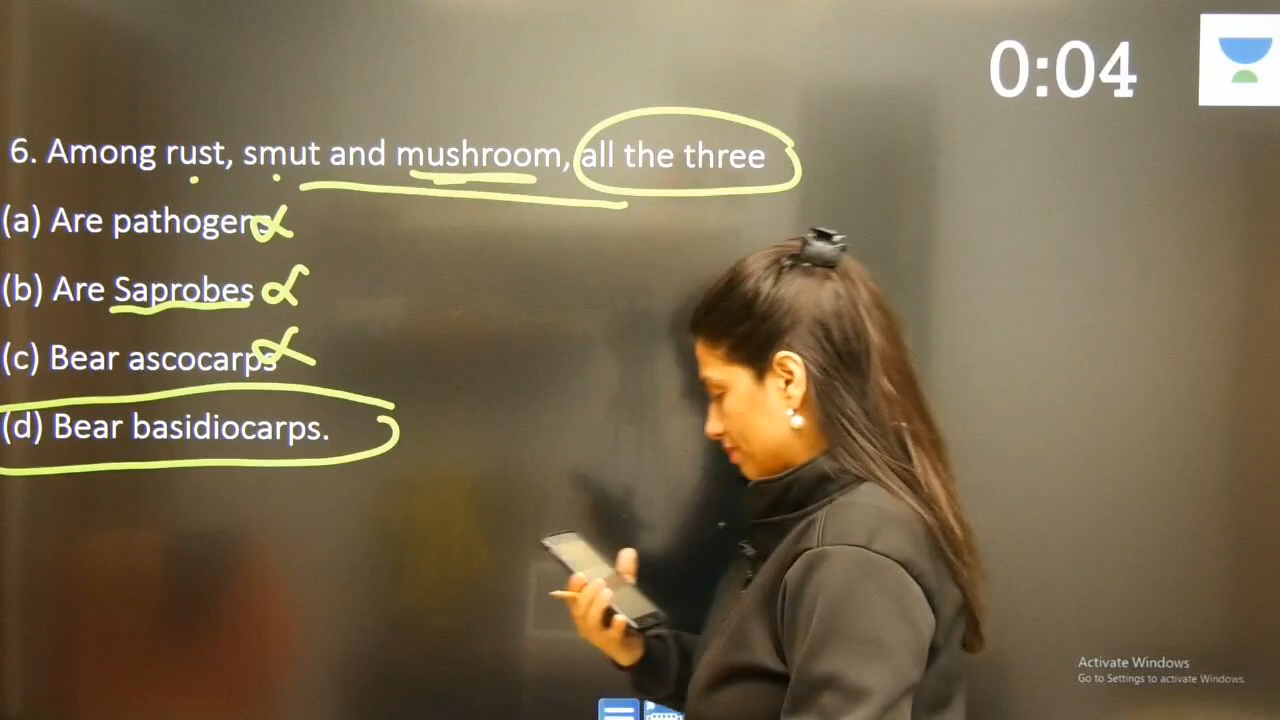 0:04
6. Among rust, smut and mushroom, all the three
(a) Are pathogens
(b) Are Saprobes
(c) Bear ascocarps
(d) Bear basidiocarps.
Activate Windows
Go to Settings to activate Windows.